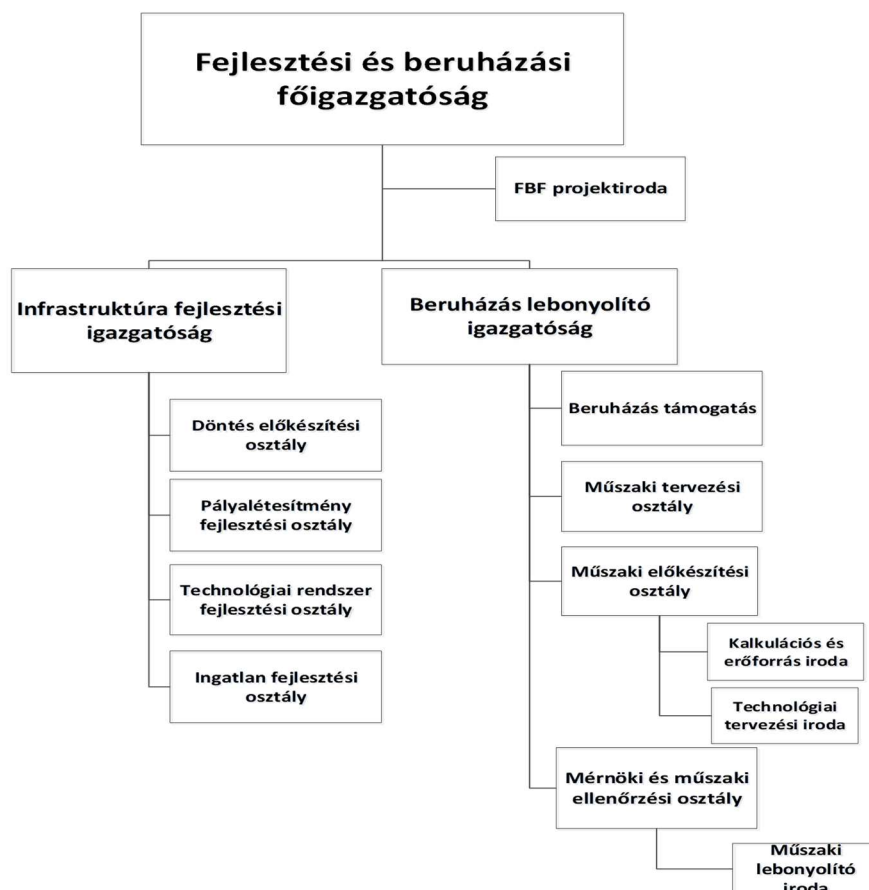 Fejlesztési és beruházási
főigazgatóság
FBF projektiroda
Infrastruktúra fejlesztési
igazgatóság
Beruházás lebonyolító
igazgatóság
Döntés előkészítési
osztály
Pályalétesítmény
fejlesztési osztály
Technológiai rendszer
fejlesztési osztály
Ingatlan fejlesztési
osztály
Beruházás támogatás
Műszaki tervezési
osztály
Műszaki előkészítési
osztály
Kalkulációs és
erőforrás iroda
Technológiai
tervezési iroda
Mérnöki és műszaki
ellenőrzési osztály
Műszaki
lebonyolító
iroda